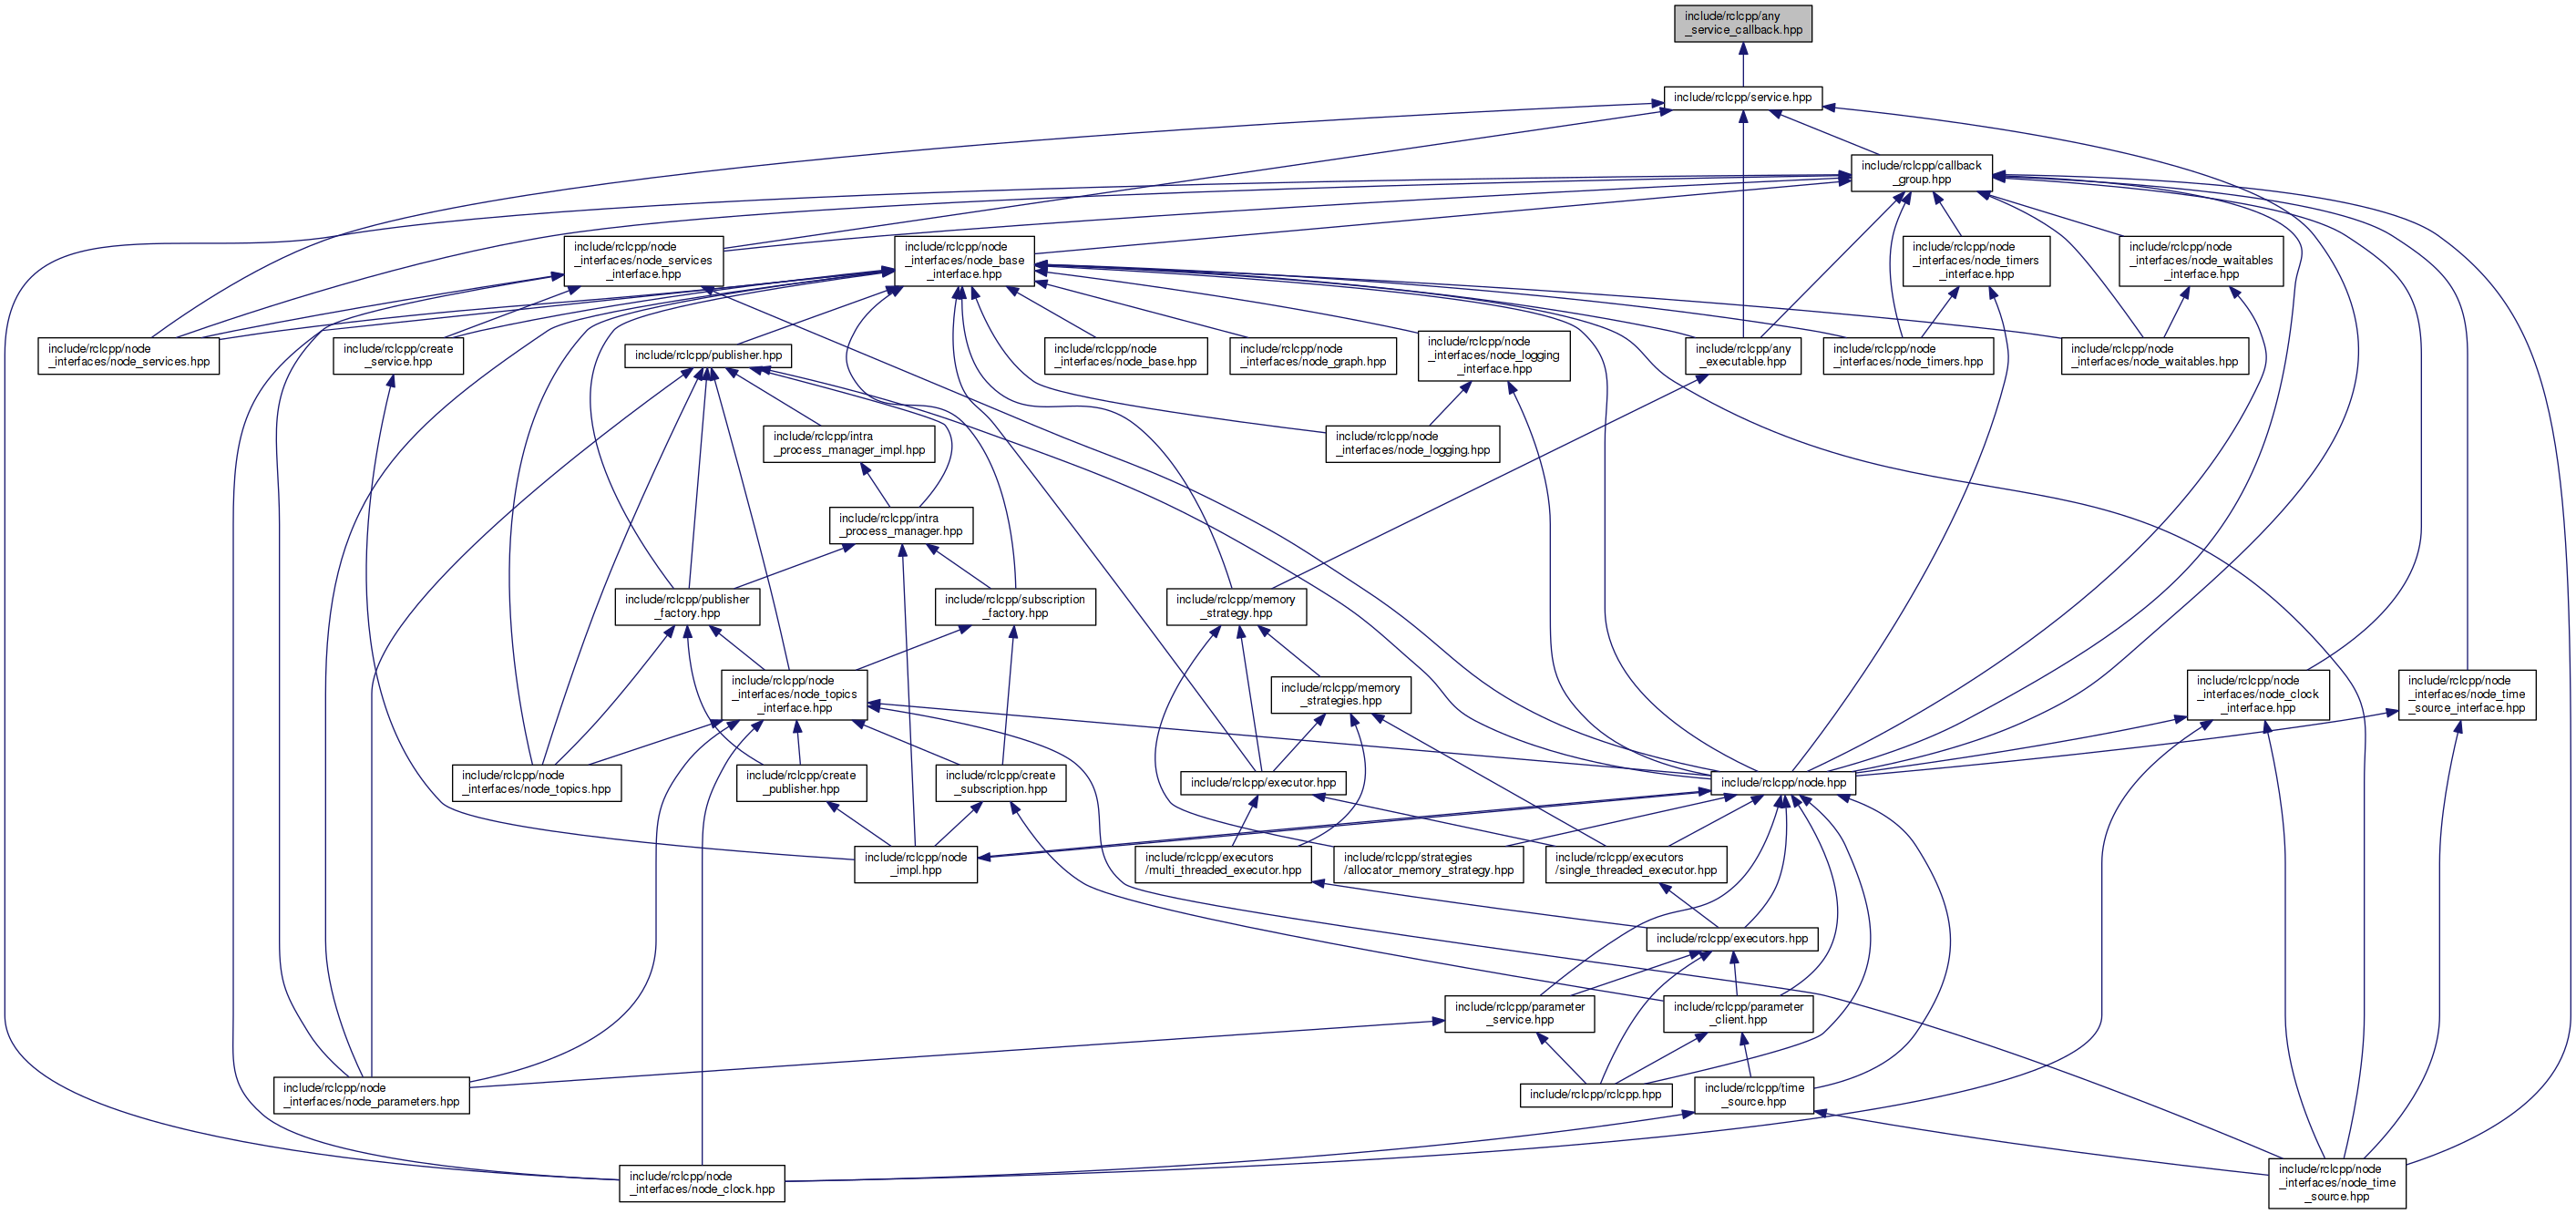 include/rclcpp/any
_service_callback.hpp
include/rclcpp/service.hpp
include/rclcpp/callback
_group.hpp
include/rclcpp/node
_interfaces/node_services
_interface.hpp
include/rclcpp/node
_interfaces/node_base
_interface.hpp
include/rclcpp/node
_interfaces/node_timers
_interface.hpp
include/rclcpp/node
_interfaces/node_waitables
_interface.hpp
include/rclcpp/node
_interfaces/node_services.hpp
include/rclcpp/create
_service.hpp
include/rclcpp/publisher.hpp
include/rclcpp/node
_interfaces/node_base.hpp
include/rclcpp/node
_interfaces/node_graph.hpp
include/rclcpp/node
_interfaces/node_logging
_interface.hpp
include/rclcpp/any
_executable.hpp
include/rclcpp/node
_interfaces/node_timers.hpp
include/rclcpp/node
_interfaces/node_waitables.hpp
include/rclcpp/intra
_process_manager_impl.hpp
include/rclcpp/node
_interfaces/node_logging.hpp
include/rclcpp/intra
_process_manager.hpp
include/rclcpp/publisher
_factory.hpp
include/rclcpp/subscription
_factory.hpp
include/rclcpp/memory
_strategy.hpp
include/rclcpp/node
_interfaces/node_topics
_interface.hpp
include/rclcpp/memory
_strategies.hpp
include/rclcpp/node
_interfaces/node_clock
_interface.hpp
include/rclcpp/node
_interfaces/node_time
_source_interface.hpp
include/rclcpp/node
_interfaces/node_topics.hpp
include/rclcpp/create
_publisher.hpp
include/rclcpp/create
_subscription.hpp
include/rclcpp/executor.hpp
include/rclcpp/node.hpp
include/rclcpp/node
_impl.hpp
include/rclcpp/executors
/multi_threaded_executor.hpp
include/rclcpp/strategies
/allocator_memory_strategy.hpp
include/rclcpp/executors
/single_threaded_executor.hpp
include/rclcpp/executors.hpp
include/rclcpp/parameter
_service.hpp
include/rclcpp/parameter
_client.hpp
include/rclcpp/node
_interfaces/node_parameters.hpp
include/rclcpp/rclcpp.hpp
include/rclcpp/time
_source.hpp
include/rclcpp/node
_interfaces/node_clock.hpp
include/rclcpp/node
_interfaces/node_time
_source.hpp